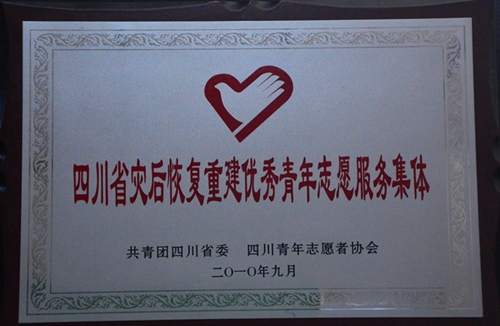 四川省灾后恢复重建优秀青年志愿服务集体
共青团四川省委 四川青年志愿者协会
二〇一〇年九月